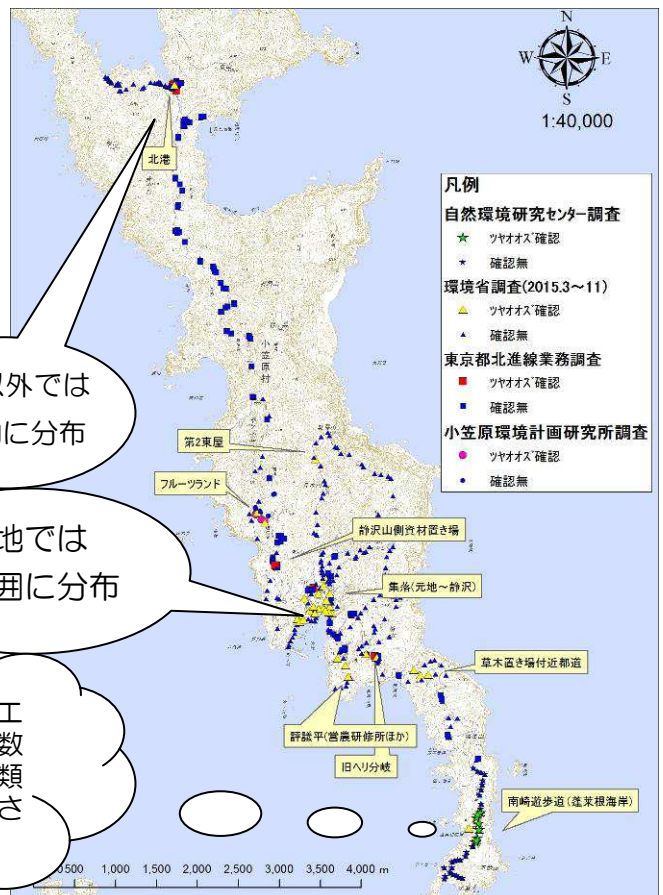 N
W E
S
1:40,000
北港
凡例
自然環境研究センター調査
ツヤオオズ確認
確認無
環境省調査(2015.3～11)
ツヤオオズ確認
確認無
東京都北進線業務調査
ツヤオオズ確認
確認無
小笠原環境計画研究所調査
ツヤオオズ確認
確認無
小笠原村
以外では
に分布
第2東屋
フルーツランド
静沢山側資材置き場
地では
囲に分布
集落(元地～静沢)
草木置き場付近都道
評議平(営農研修所ほか)
旧ヘリ分岐
エ
数
類
さ
南崎遊歩道(蓬莱根海岸)
0 500 1,000 2,000 3,000 4,000 m